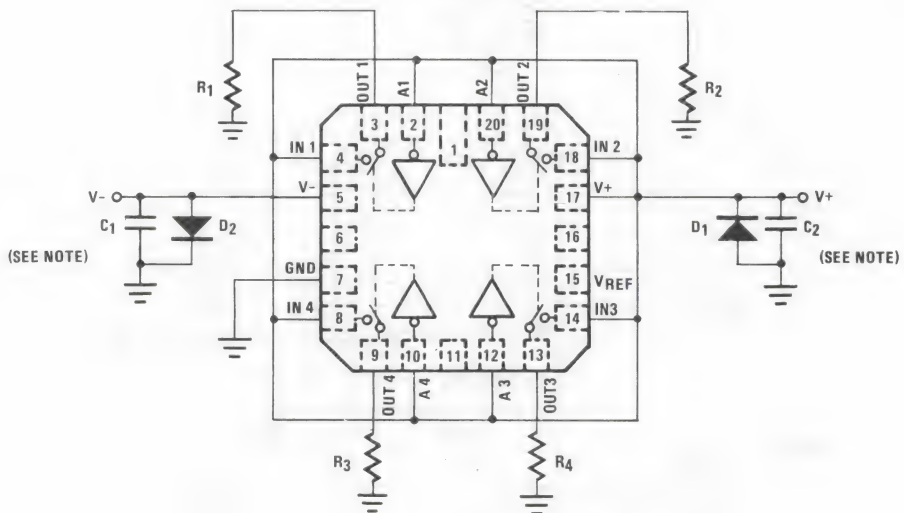 R1
OUT 1
A1
A2
OUT 2
R2
3
2
1
20
19
IN 1
4
18
IN 2
V-
V-
5
17
V+
V+
C1
D2
D1
C2
(SEE NOTE)
6
16
(SEE NOTE)
GND
7
15
VREF
IN 4
8
14
IN3
9
10
11
12
13
OUT 4
A 4
A 3
OUT3
R3
R4